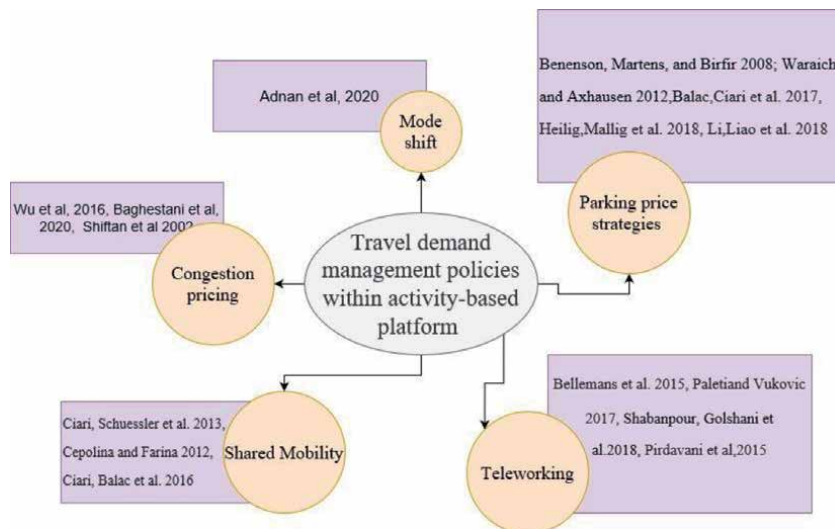 Adnan et al, 2020
Mode
shift
Benenson, Martens, and Birfir 2008; Waraich
and Axhausen 2012,Balac,Ciari et al. 2017,
Heilig,Mallig et al. 2018, Li,Liao et al. 2018
Parking price
strategies
Wu et al, 2016, Baghestani et al,
2020, Shiftan et al 2002
Congestion
pricing
Travel demand
management policies
within activity-based
platform
Ciari, Schuessler et al. 2013,
Cepolina and Farina 2012,
Ciari, Balac et al. 2016
Shared Mobility
Bellemans et al. 2015, Paletiand Vukovic
2017, Shabanpour, Golshani et
al.2018, Pirdavani et al,2015
Teleworking